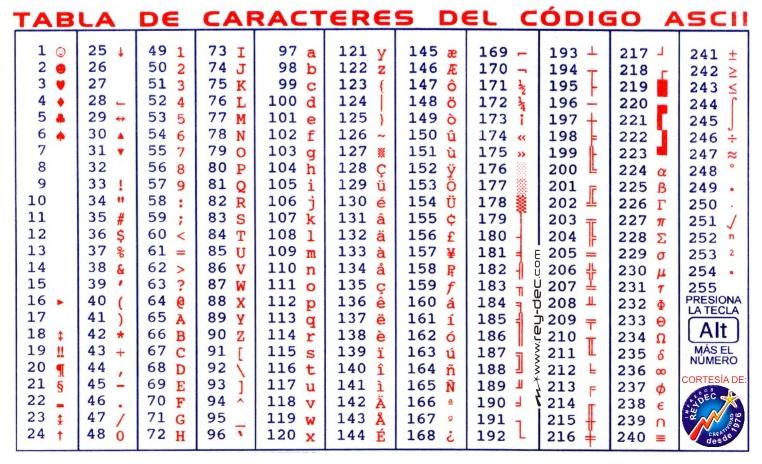 TABLA DE CARACTERES DEL CÓDIGO ASCII
1 ☺ 25 ↓ 49 1 73 I 97 a 121 y 145 æ 169 ⌐ 193 ┴ 217 ┘ 241 ±
2 ☻ 26 50 2 74 J 98 b 122 z 146 Æ 170 ¬ 194 ┬ 218 ┌ 242 ≥
3 ♥ 27 51 3 75 K 99 c 123 { 147 ô 171 ½ 195 ├ 219 █ 243 ≤
4 ♦ 28 ∟ 52 4 76 L 100 d 124 | 148 ö 172 ¼ 196 ─ 220 ▄ 244 ⌠
5 ♣ 29 ↔ 53 5 77 M 101 e 125 } 149 ò 173 ¡ 197 ┼ 221 ▌ 245 ⌡
6 ♠ 30 ▲ 54 6 78 N 102 f 126 ~ 150 û 174 « 198 ╞ 222 ▐ 246 ÷
7 31 ▼ 55 7 79 O 103 g 127 ▒ 151 ù 175 » 199 ╟ 223 ▀ 247 ≈
8 32 56 8 80 P 104 h 128 Ç 152 ÿ 176 ░ 200 ╚ 224 α 248 °
9 33 ! 57 9 81 Q 105 i 129 ü 153 Ö 177 ▒ 201 ╔ 225 ß 249 •
10 34 " 58 : 82 R 106 j 130 é 154 Ü 178 ▓ 202 ╩ 226 Γ 250 ·
11 35 # 59 ; 83 S 107 k 131 â 155 ¢ 179 │ 203 ╦ 227 π 251 √
12 36 $ 60 < 84 T 108 l 132 ä 156 £ 180 ┤ 204 ╠ 228 Σ 252 ⁿ
13 37 % 61 = 85 U 109 m 133 à 157 ¥ 181 ╡ 205 ═ 229 σ 253 ²
14 38 & 62 > 86 V 110 n 134 å 158 ₧ 182 ╢ 206 ╬ 230 µ 254 ▪
15 39 ' 63 ? 87 W 111 o 135 ç 159 ƒ 183 ╖ 207 ╧ 231 τ 255
16 ► 40 ( 64 @ 88 X 112 p 136 ê 160 á 184 ╕ 208 ╨ 232 Φ
17 41 ) 65 A 89 Y 113 q 137 ë 161 í 185 ╣ 209 ╤ 233 Θ
18 ↕ 42 * 66 B 90 Z 114 r 138 è 162 ó 186 ║ 210 ╥ 234 Ω
19 ‼ 43 + 67 C 91 [ 115 s 139 ï 163 ú 187 ╗ 211 ╙ 235 δ
20 ¶ 44 , 68 D 92 \ 116 t 140 î 164 ñ 188 ╝ 212 ╘ 236 ∞
21 § 45 - 69 E 93 ] 117 u 141 ì 165 Ñ 189 ╜ 213 ╒ 237 φ
22 ▬ 46 . 70 F 94 ^ 118 v 142 Ä 166 ª 190 ╛ 214 ╓ 238 ε
23 ↨ 47 / 71 G 95 _ 119 w 143 Å 167 º 191 ┐ 215 ╫ 239 ∩
24 ↑ 48 0 72 H 96 ` 120 x 144 É 168 ¿ 192 └ 216 ╪ 240 ≡
www.rey-dec.com
PRESIONA
LA TECLA
Alt
MÁS EL
NÚMERO
CORTESÍA DE:
IMPRESOS
REYDEC
CREATIVIDAD
desde 1976